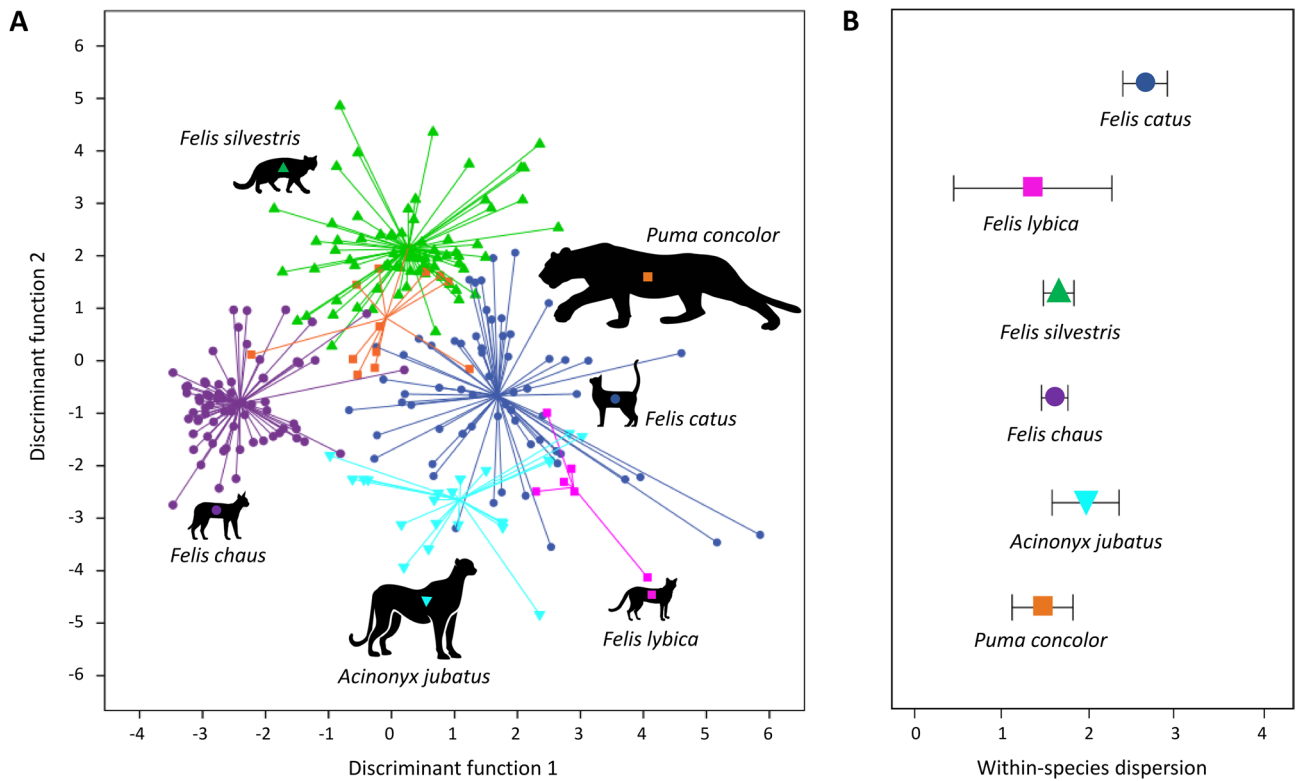 A
Discriminant function 2
6
5
4
3
2
1
0
-1
-2
-3
-4
-5
-6
Felis silvestris
Puma concolor
Felis catus
Felis chaus
Felis lybica
Acinonyx jubatus
-4 -3 -2 -1 0 1 2 3 4 5 6
Discriminant function 1
B
Felis catus
Felis lybica
Felis silvestris
Felis chaus
Acinonyx jubatus
Puma concolor
0 1 2 3 4
Within-species dispersion